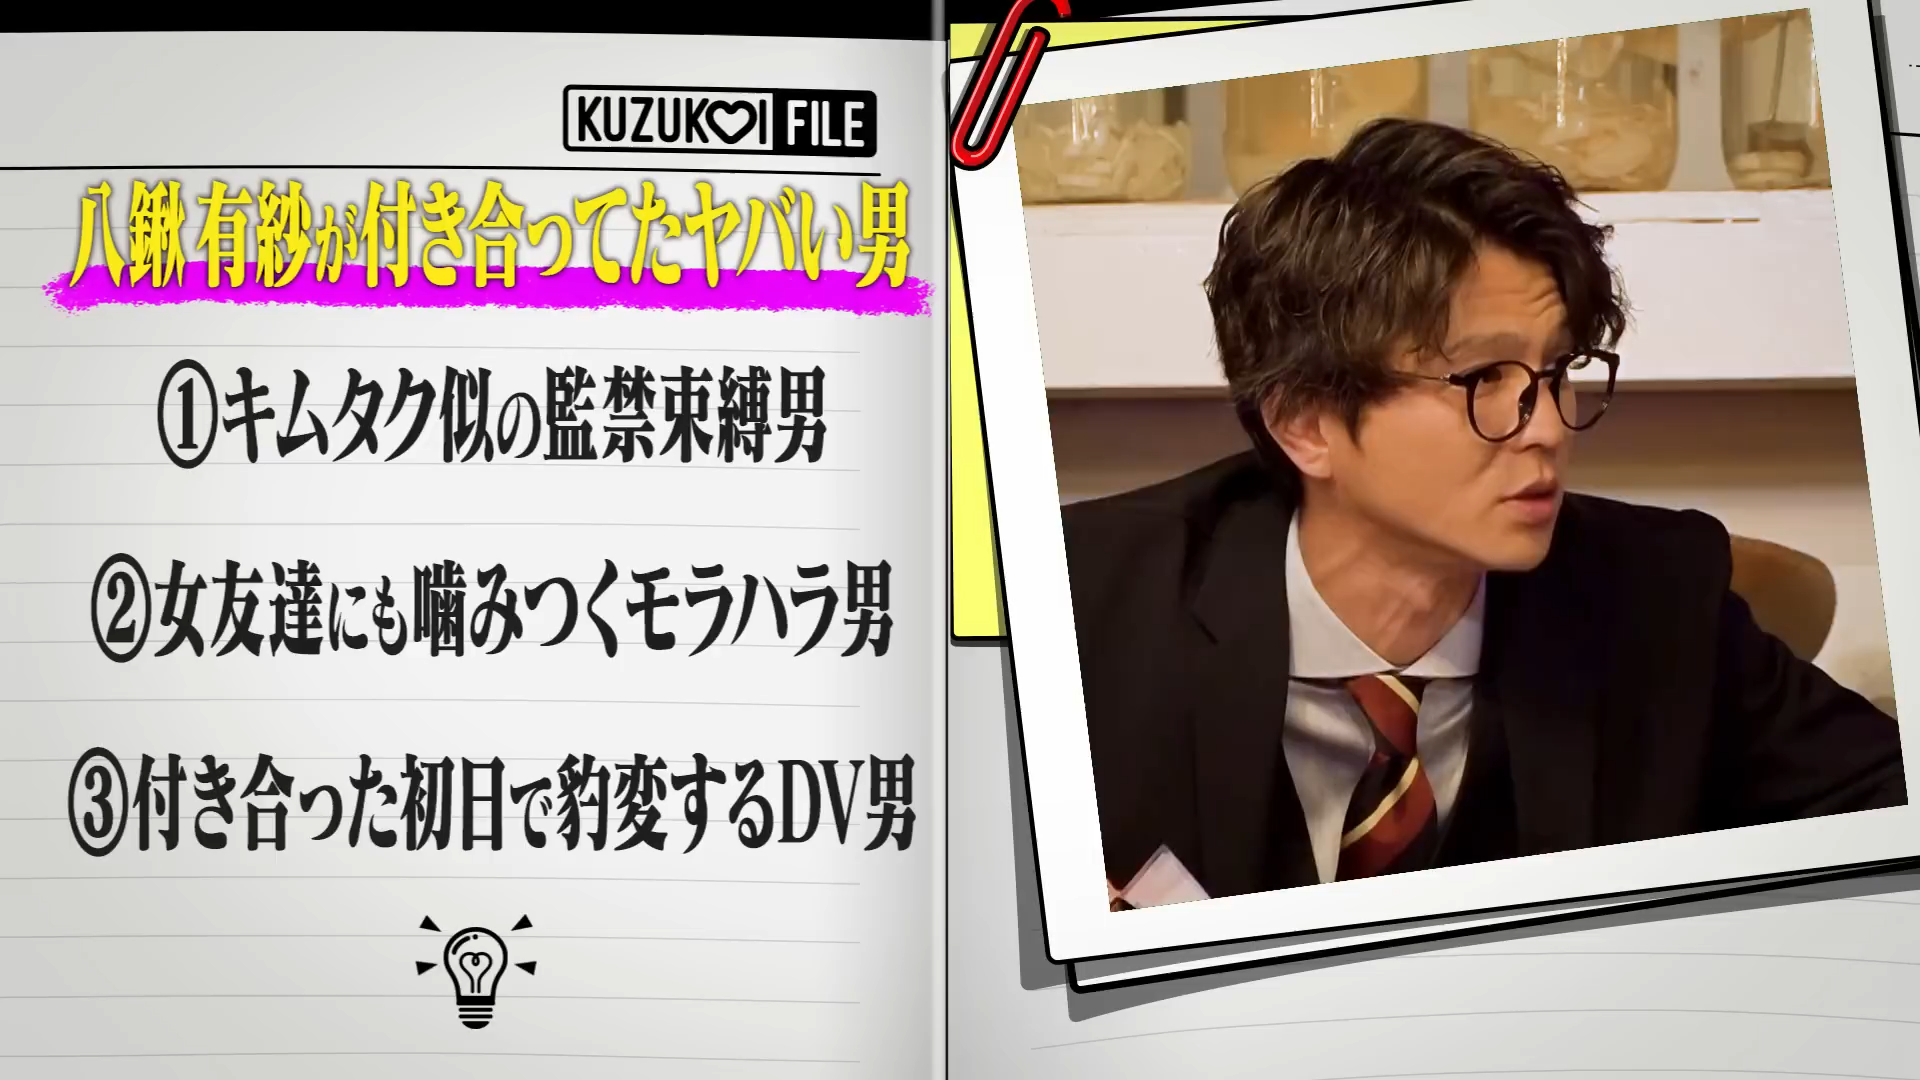 KUZUKOI FILE
八鍬有紗が付き合ってたヤバい男
①キムタク似の監禁束縛男
②女友達にも噛みつくモラハラ男
③付き合った初日で豹変するDV男